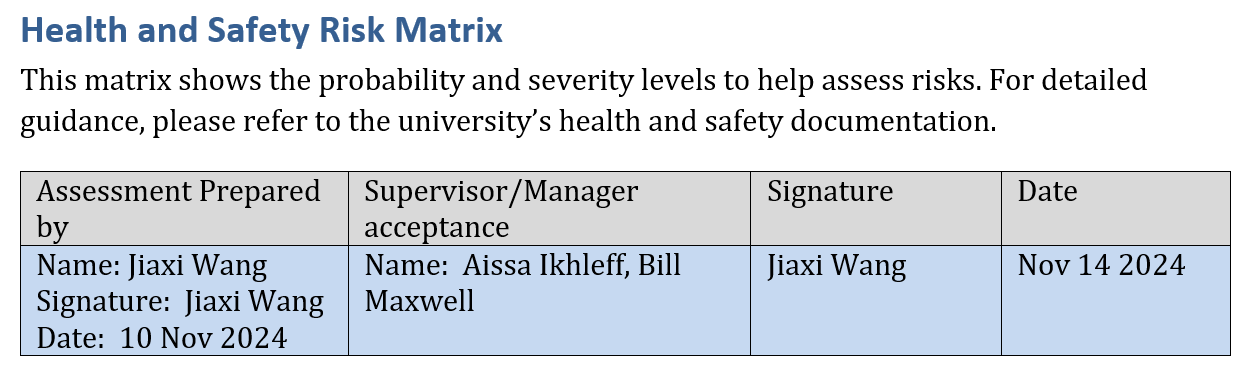 Health and Safety Risk Matrix
This matrix shows the probability and severity levels to help assess risks. For detailed
guidance, please refer to the university’s health and safety documentation.
Assessment Prepared
by
Supervisor/Manager
acceptance
Signature
Date
Name: Jiaxi Wang
Signature:  Jiaxi Wang
Date:  10 Nov 2024
Name:  Aissa Ikhleff, Bill
Maxwell
Jiaxi Wang
Nov 14 2024